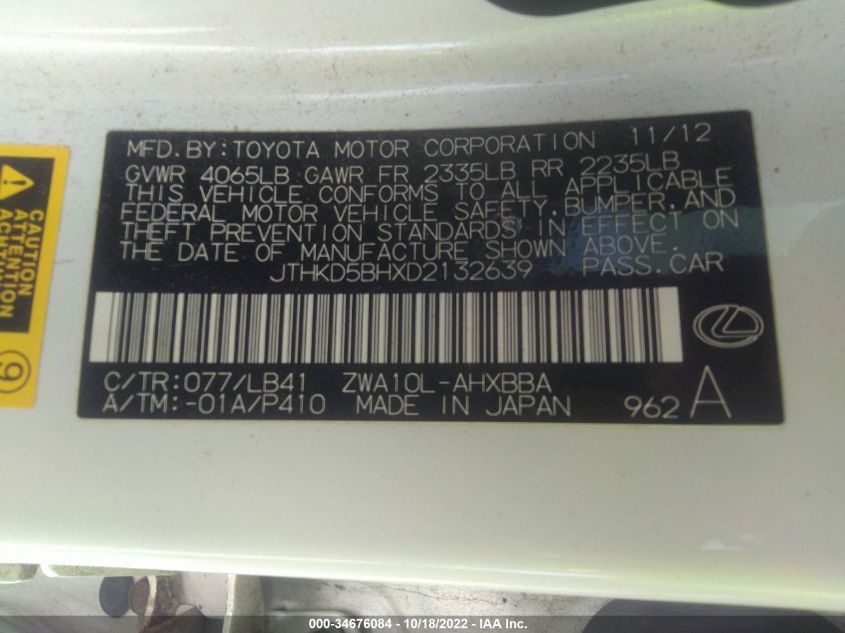 MFD.BY:TOYOTA MOTOR CORPORATION 11/12
GVWR 4065LB GAWR FR 2335LB RR 2235LB
THIS VEHICLE CONFORMS TO ALL APPLICABLE
FEDERAL MOTOR VEHICLE SAFETY,BUMPER,AND
THEFT PREVENTION STANDARDS IN EFFECT ON
THE DATE OF MANUFACTURE SHOWN ABOVE.
JTHKD5BHXD2132639 PASS.CAR
C/TR:077/LB41 ZWA10L-AHXBBA
A/TM:-01A/P410 MADE IN JAPAN 962 A
CAUTION
ATTENTION
ACHTUNG
9
000-34676084 - 10/18/2022 - IAA Inc.